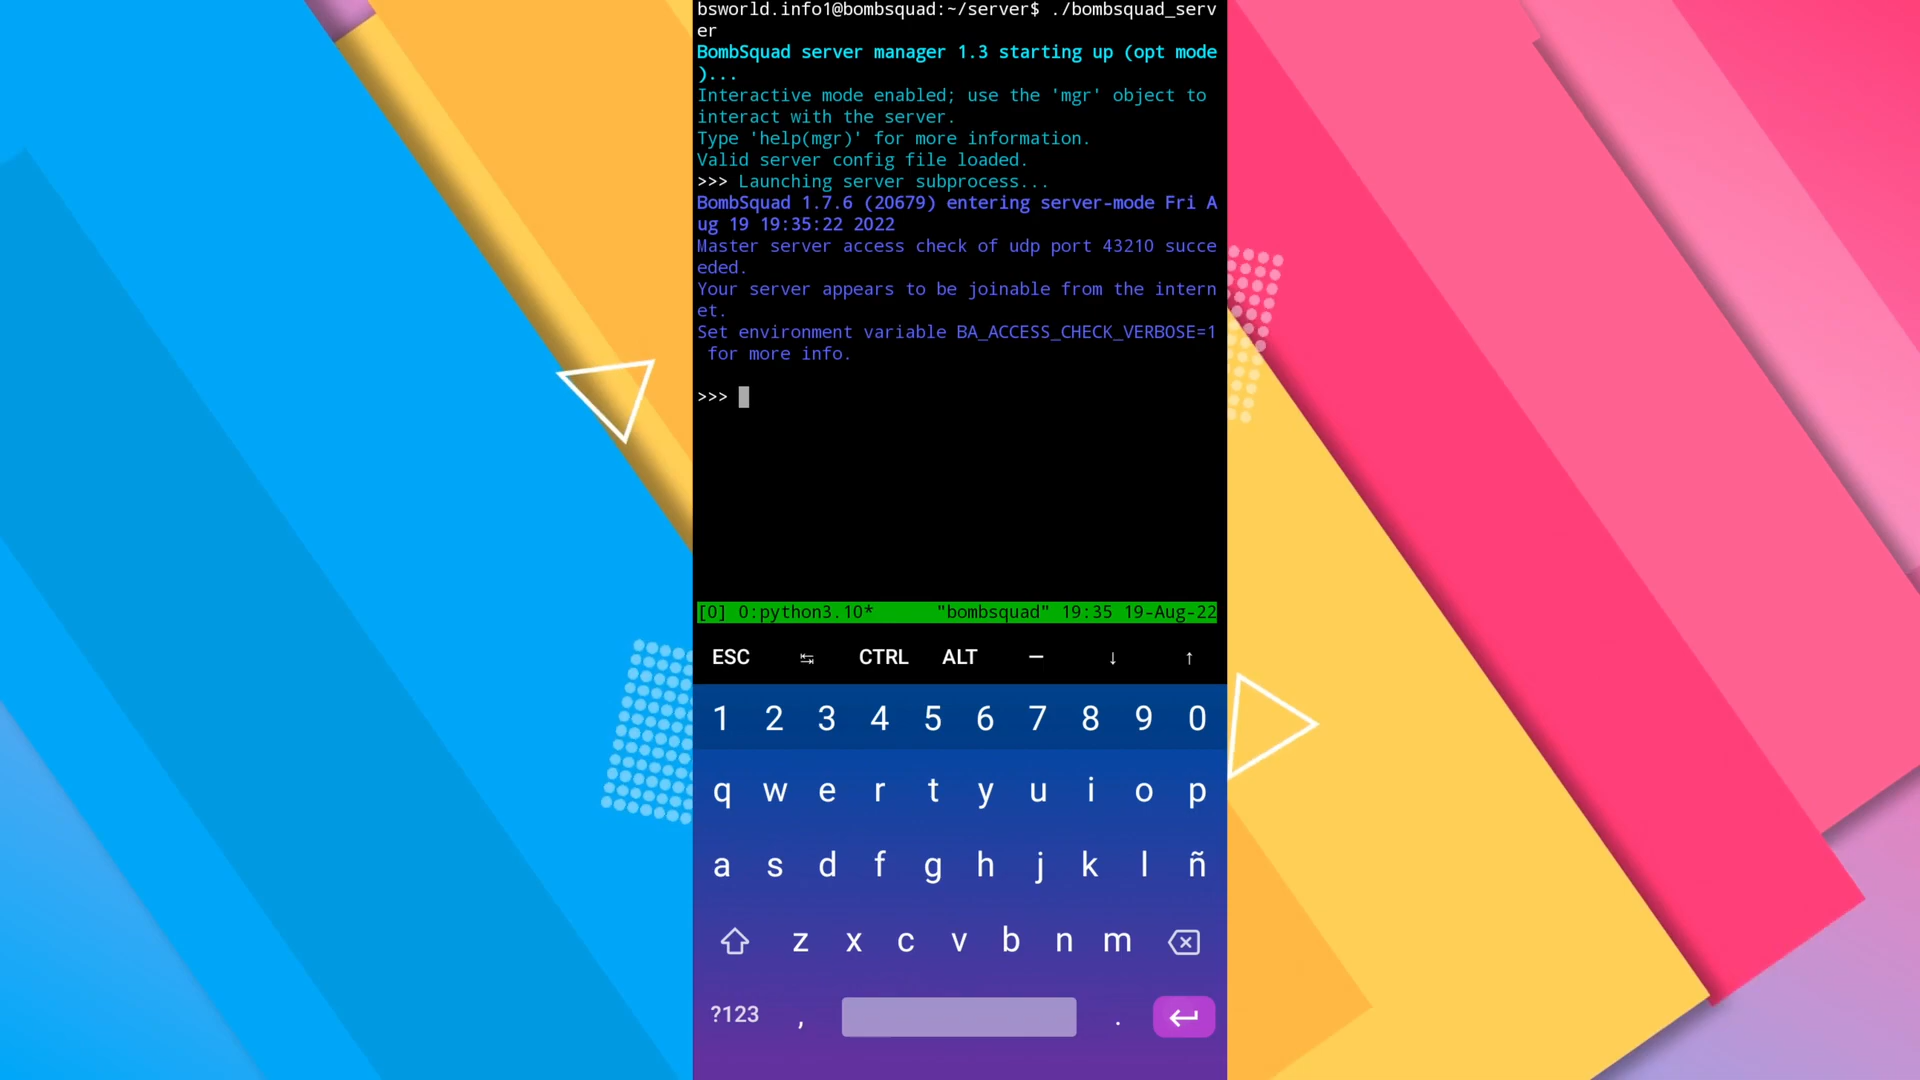 bsworld.info1@bombsquad:~/server$ ./bombsquad_serv
er
BombSquad server manager 1.3 starting up (opt mode
)...
Interactive mode enabled; use the 'mgr' object to
interact with the server.
Type 'help(mgr)' for more information.
Valid server config file loaded.
>>> Launching server subprocess...
BombSquad 1.7.6 (20679) entering server-mode Fri A
ug 19 19:35:22 2022
Master server access check of udp port 43210 succe
eded.
Your server appears to be joinable from the intern
et.
Set environment variable BA_ACCESS_CHECK_VERBOSE=1
for more info.
>>>
[0] 0:python3.10* "bombsquad" 19:35 19-Aug-22
ESC ⇆ CTRL ALT — ↓ ↑
1 2 3 4 5 6 7 8 9 0
q w e r t y u i o p
a s d f g h j k l ñ
z x c v b n m
?123 , .